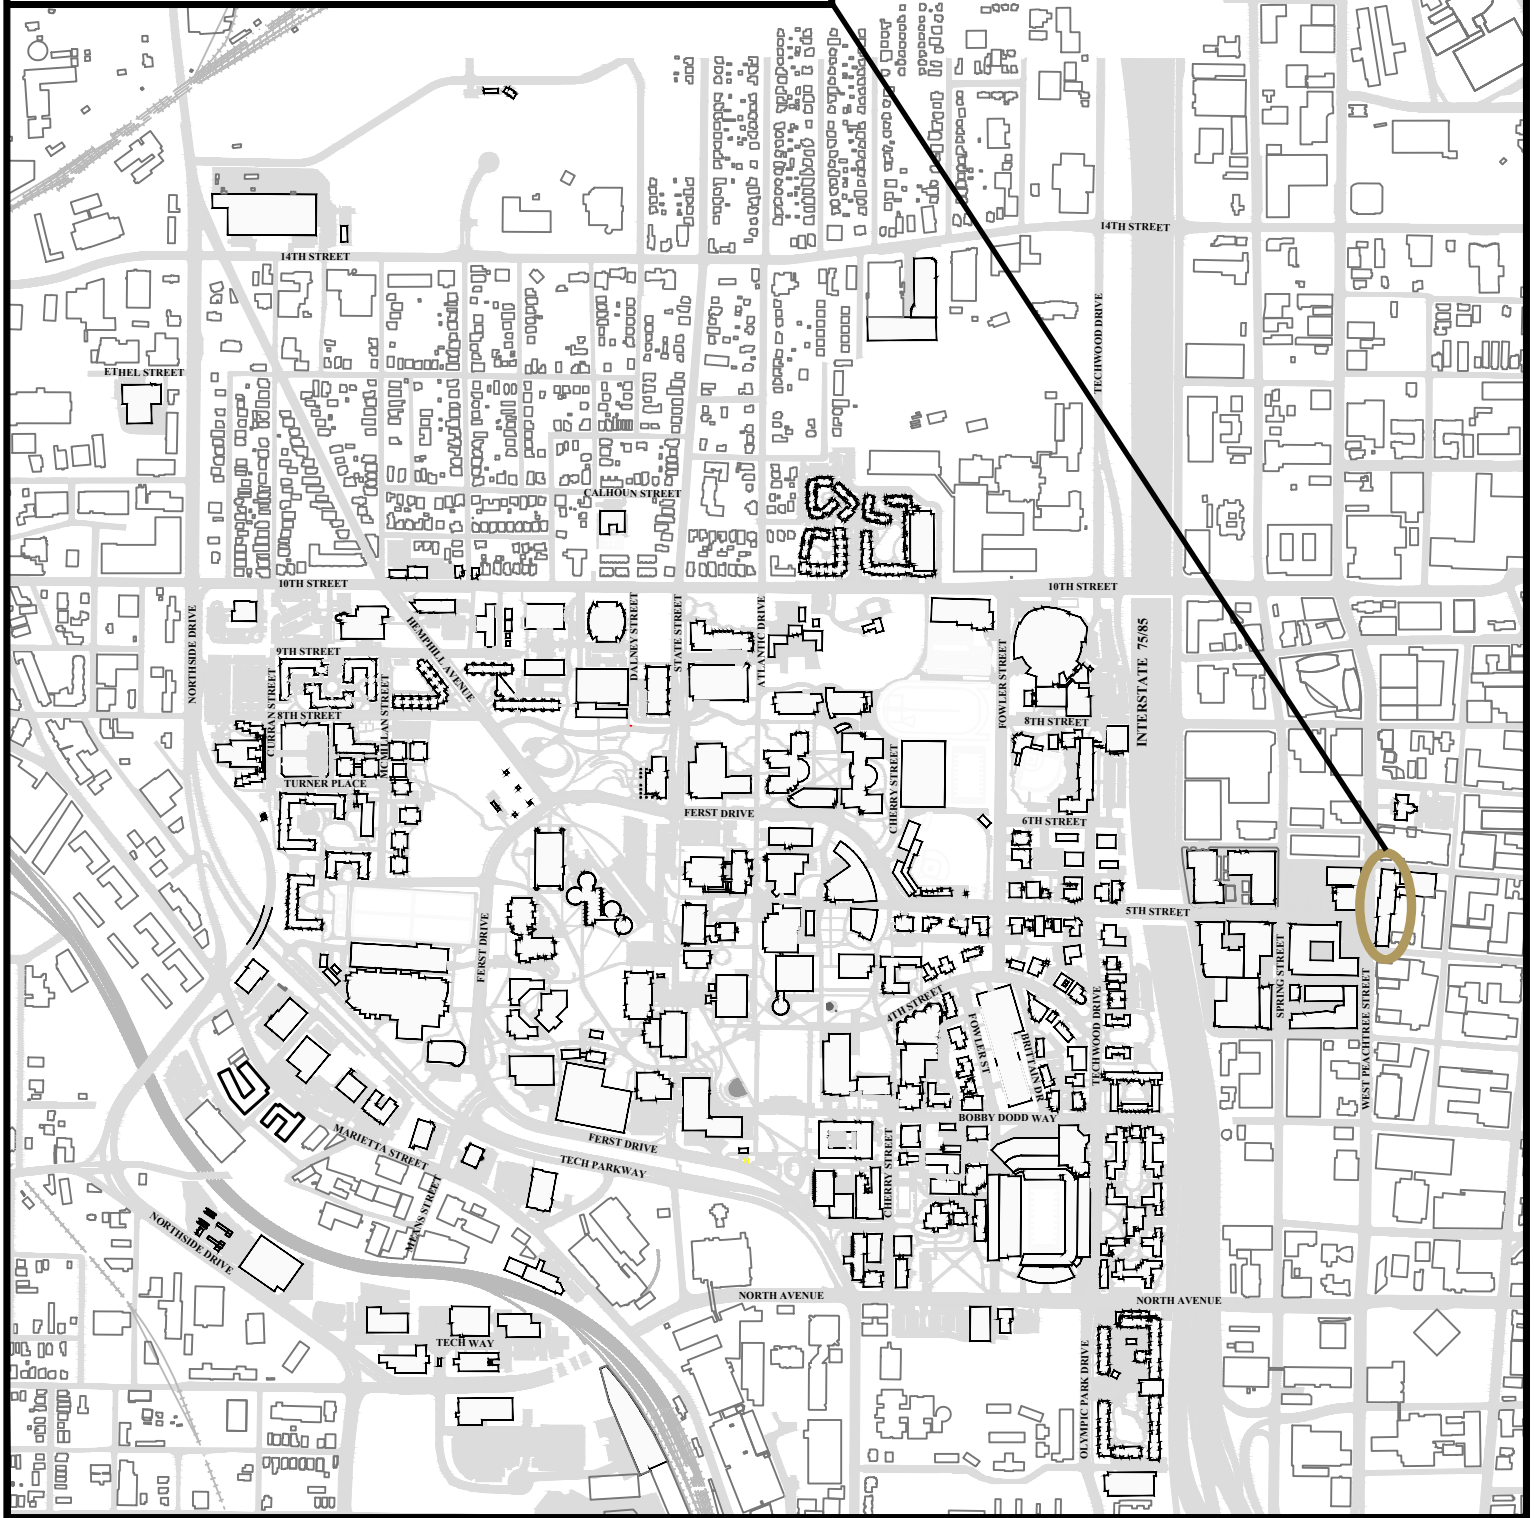 14TH STREET
14TH STREET
TECHWOOD DRIVE
ETHEL STREET
CALHOUN STREET
10TH STREET
10TH STREET
NORTHSIDE DRIVE
HEMPHILL AVENUE
DALNEY STREET
STATE STREET
ATLANTIC DRIVE
FOWLER STREET
INTERSTATE 75/85
9TH STREET
CURRAN STREET
8TH STREET
MCMILLAN STREET
8TH STREET
TURNER PLACE
CHERRY STREET
FERST DRIVE
6TH STREET
5TH STREET
FERST DRIVE
SPRING STREET
WEST PEACHTREE STREET
4TH STREET
FOWLER ST
BRITTAIN DR
TECHWOOD DRIVE
BOBBY DODD WAY
MARIETTA STREET
FERST DRIVE
TECH PARKWAY
CHERRY STREET
MEANS STREET
NORTHSIDE DRIVE
NORTH AVENUE
NORTH AVENUE
TECH WAY
OLYMPIC PARK DRIVE